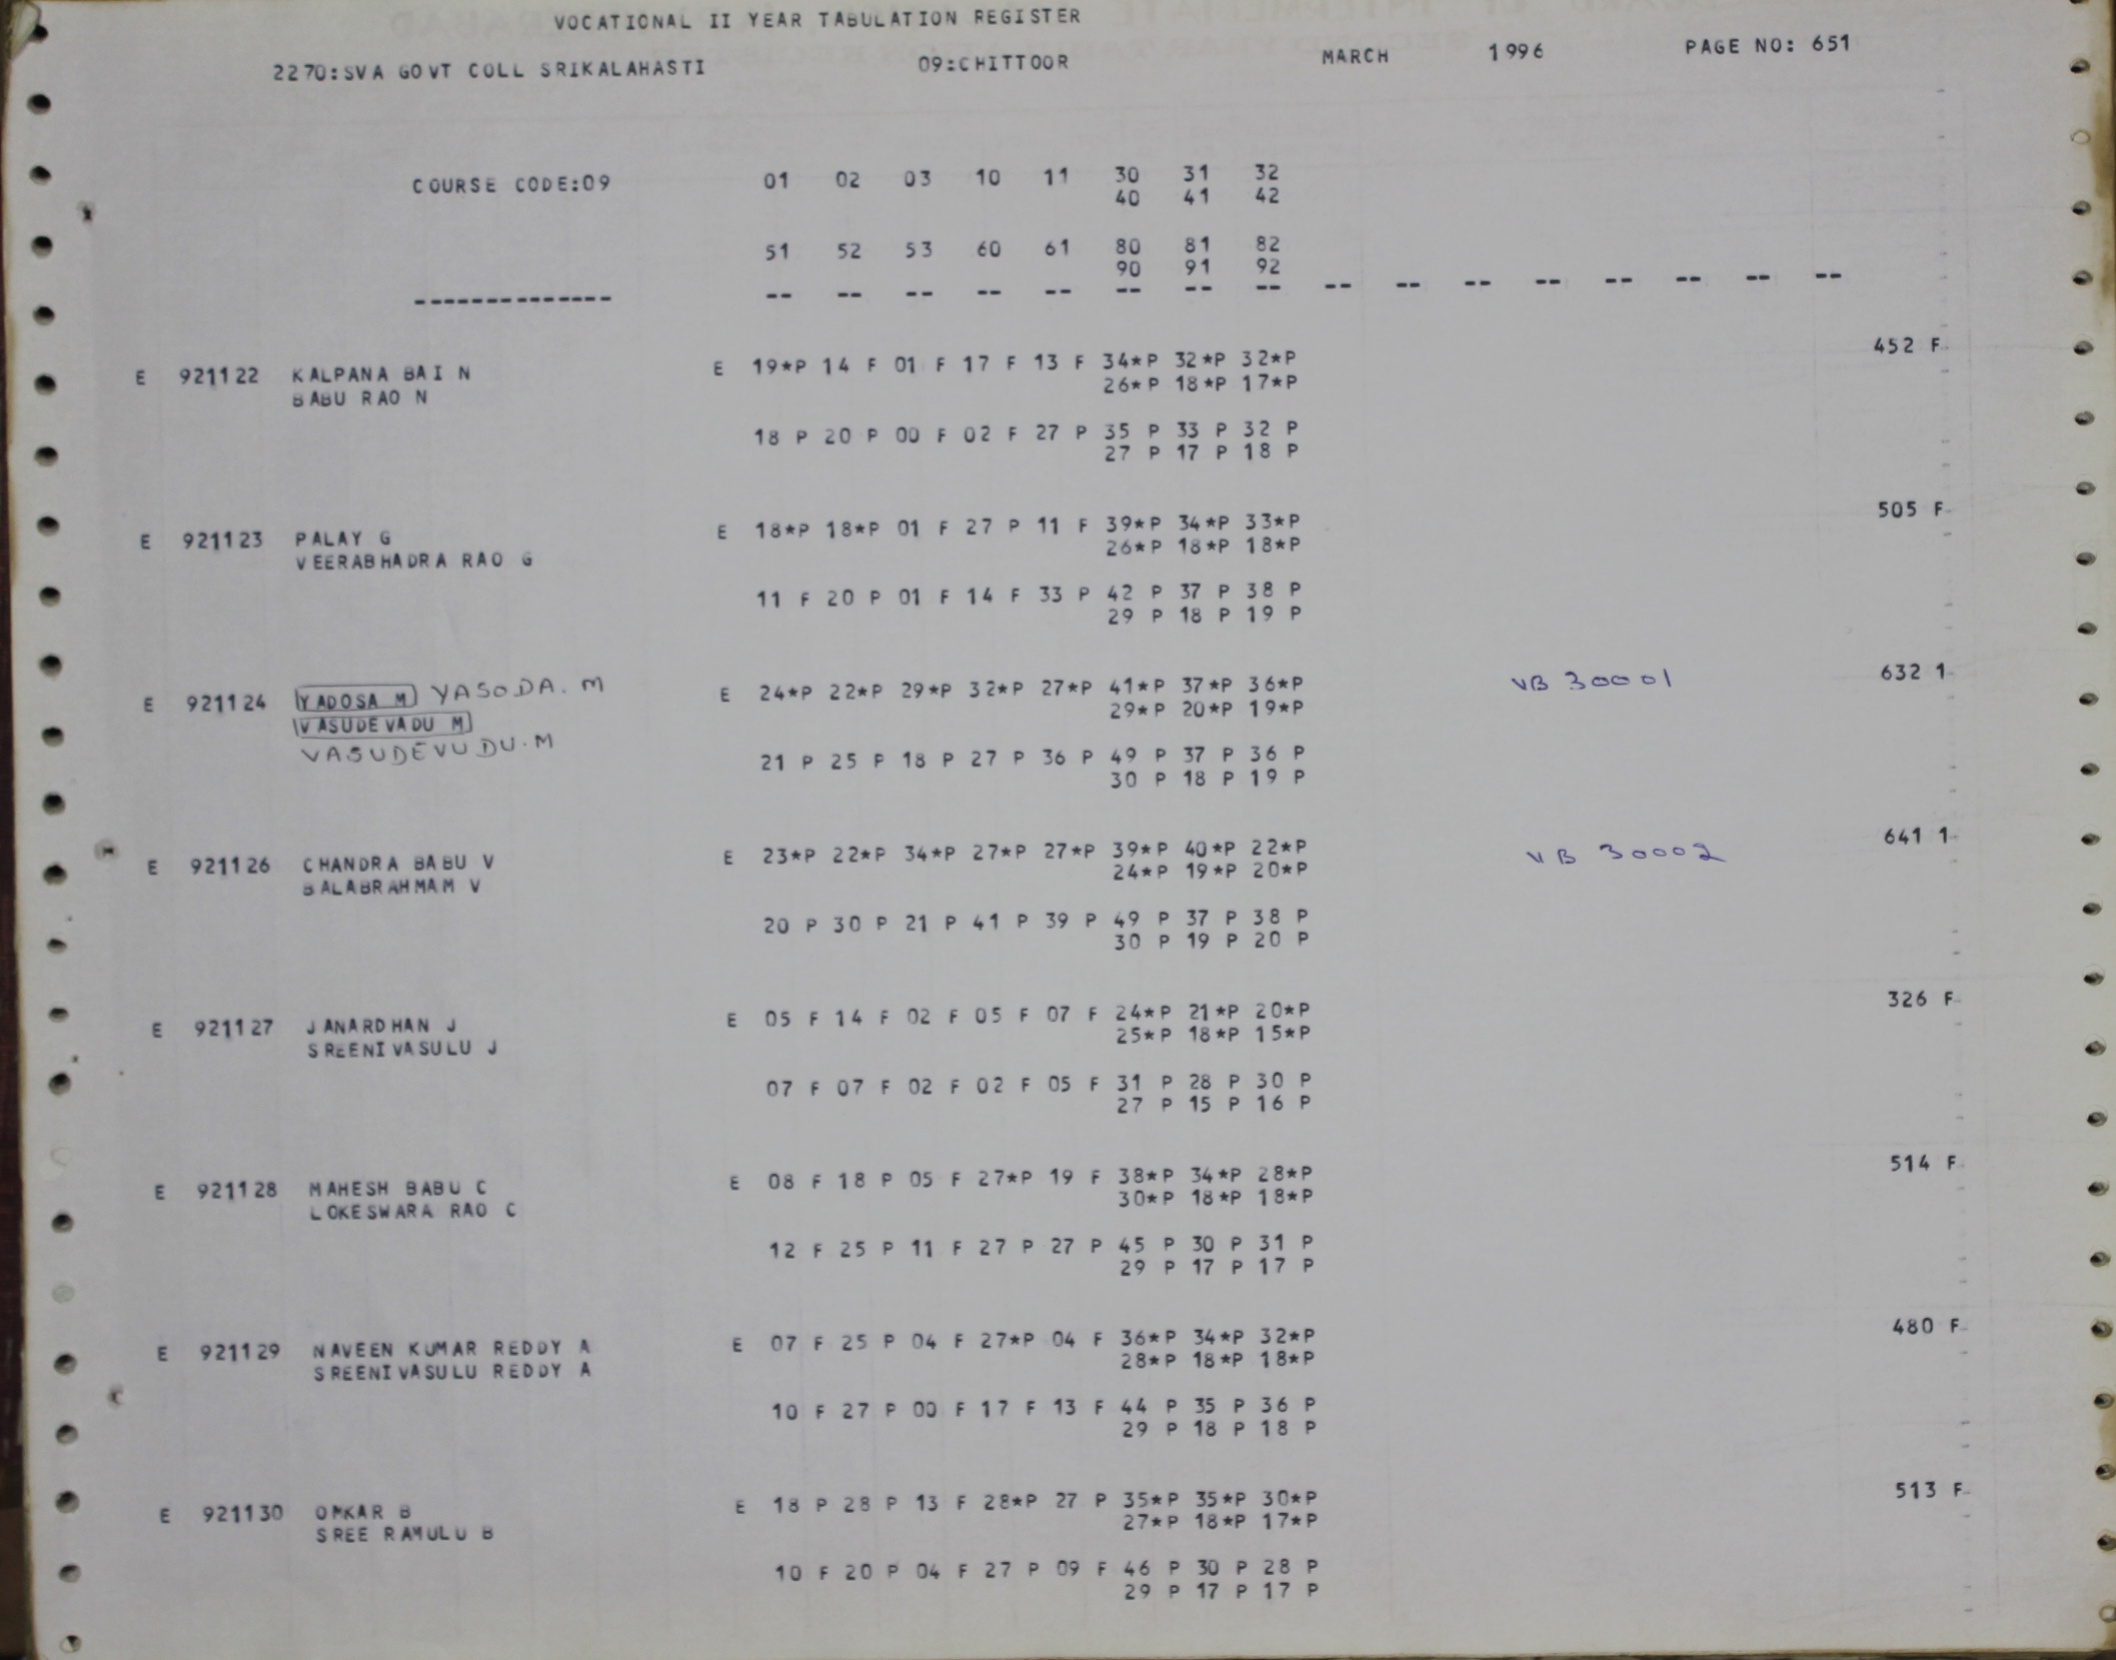 VOCATIONAL II YEAR TABULATION REGISTER
2270:SVA GOVT COLL SRIKALAHASTI 09:CHITTOOR MARCH 1996 PAGE NO: 651
COURSE CODE:09 01 02 03 10 11 30 31 32
40 41 42
51 52 53 60 61 80 81 82
90 91 92
-------------- -- -- -- -- -- -- -- -- -- -- -- -- -- -- -- --
E 921122 KALPANA BAI N E 19*P 14 F 01 F 17 F 13 F 34*P 32*P 32*P 452 F
BABU RAO N 26*P 18*P 17*P
18 P 20 P 00 F 02 F 27 P 35 P 33 P 32 P
27 P 17 P 18 P
E 921123 PALAY G E 18*P 18*P 01 F 27 P 11 F 39*P 34*P 33*P 505 F
VEERABHADRA RAO G 26*P 18*P 18*P
11 F 20 P 01 F 14 F 33 P 42 P 37 P 38 P
29 P 18 P 19 P
E 921124 YADOSA M YASODA. M E 24*P 22*P 29*P 32*P 27*P 41*P 37*P 36*P VB 30001 632 1
VASUDEVADU M 29*P 20*P 19*P
VASUDEVUDU.M
21 P 25 P 18 P 27 P 36 P 49 P 37 P 36 P
30 P 18 P 19 P
E 921126 CHANDRA BABU V E 23*P 22*P 34*P 27*P 27*P 39*P 40*P 22*P VB 30002 641 1
BALABRAHMAM V 24*P 19*P 20*P
20 P 30 P 21 P 41 P 39 P 49 P 37 P 38 P
30 P 19 P 20 P
E 921127 JANARDHAN J E 05 F 14 F 02 F 05 F 07 F 24*P 21*P 20*P 326 F
SREENIVASULU J 25*P 18*P 15*P
07 F 07 F 02 F 02 F 05 F 31 P 28 P 30 P
27 P 15 P 16 P
E 921128 MAHESH BABU C E 08 F 18 P 05 F 27*P 19 F 38*P 34*P 28*P 514 F
LOKESWARA RAO C 30*P 18*P 18*P
12 F 25 P 11 F 27 P 27 P 45 P 30 P 31 P
29 P 17 P 17 P
E 921129 NAVEEN KUMAR REDDY A E 07 F 25 P 04 F 27*P 04 F 36*P 34*P 32*P 480 F
SREENIVASULU REDDY A 28*P 18*P 18*P
10 F 27 P 00 F 17 F 13 F 44 P 35 P 36 P
29 P 18 P 18 P
E 921130 OMKAR B E 18 P 28 P 13 F 28*P 27 P 35*P 35*P 30*P 513 F
SREE RAMULU B 27*P 18*P 17*P
10 F 20 P 04 F 27 P 09 F 46 P 30 P 28 P
29 P 17 P 17 P